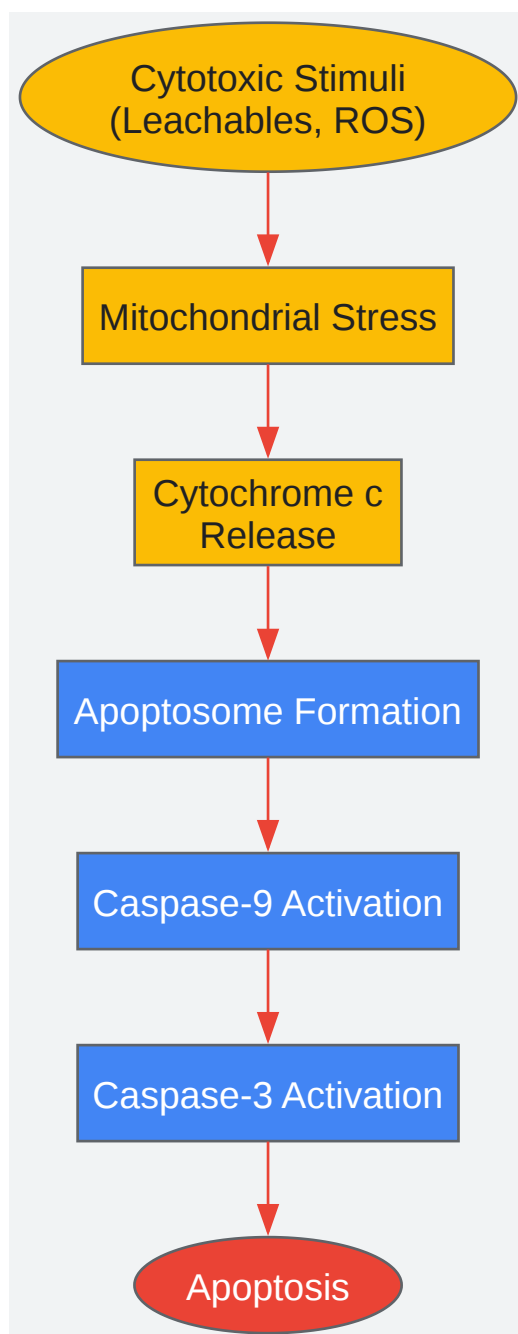 Cytotoxic Stimuli
(Leachables, ROS)
Mitochondrial Stress
Cytochrome c
Release
Apoptosome Formation
Caspase-9 Activation
Caspase-3 Activation
Apoptosis